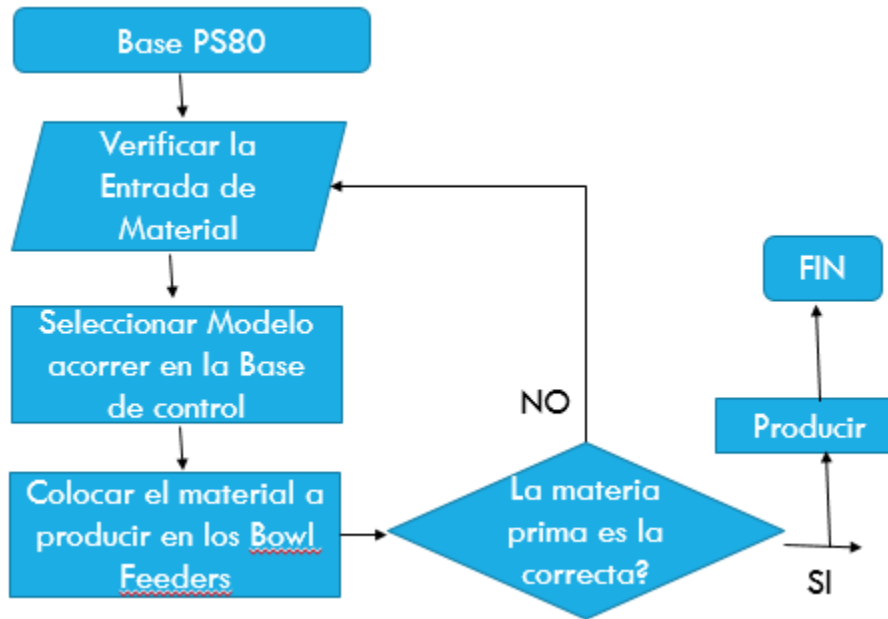 Base PS80
Verificar la
Entrada de
Material
Seleccionar Modelo
acorrer en la Base
de control
Colocar el material a
producir en los Bowl
Feeders
NO
La materia
prima es la
correcta?
SI
Producir
FIN